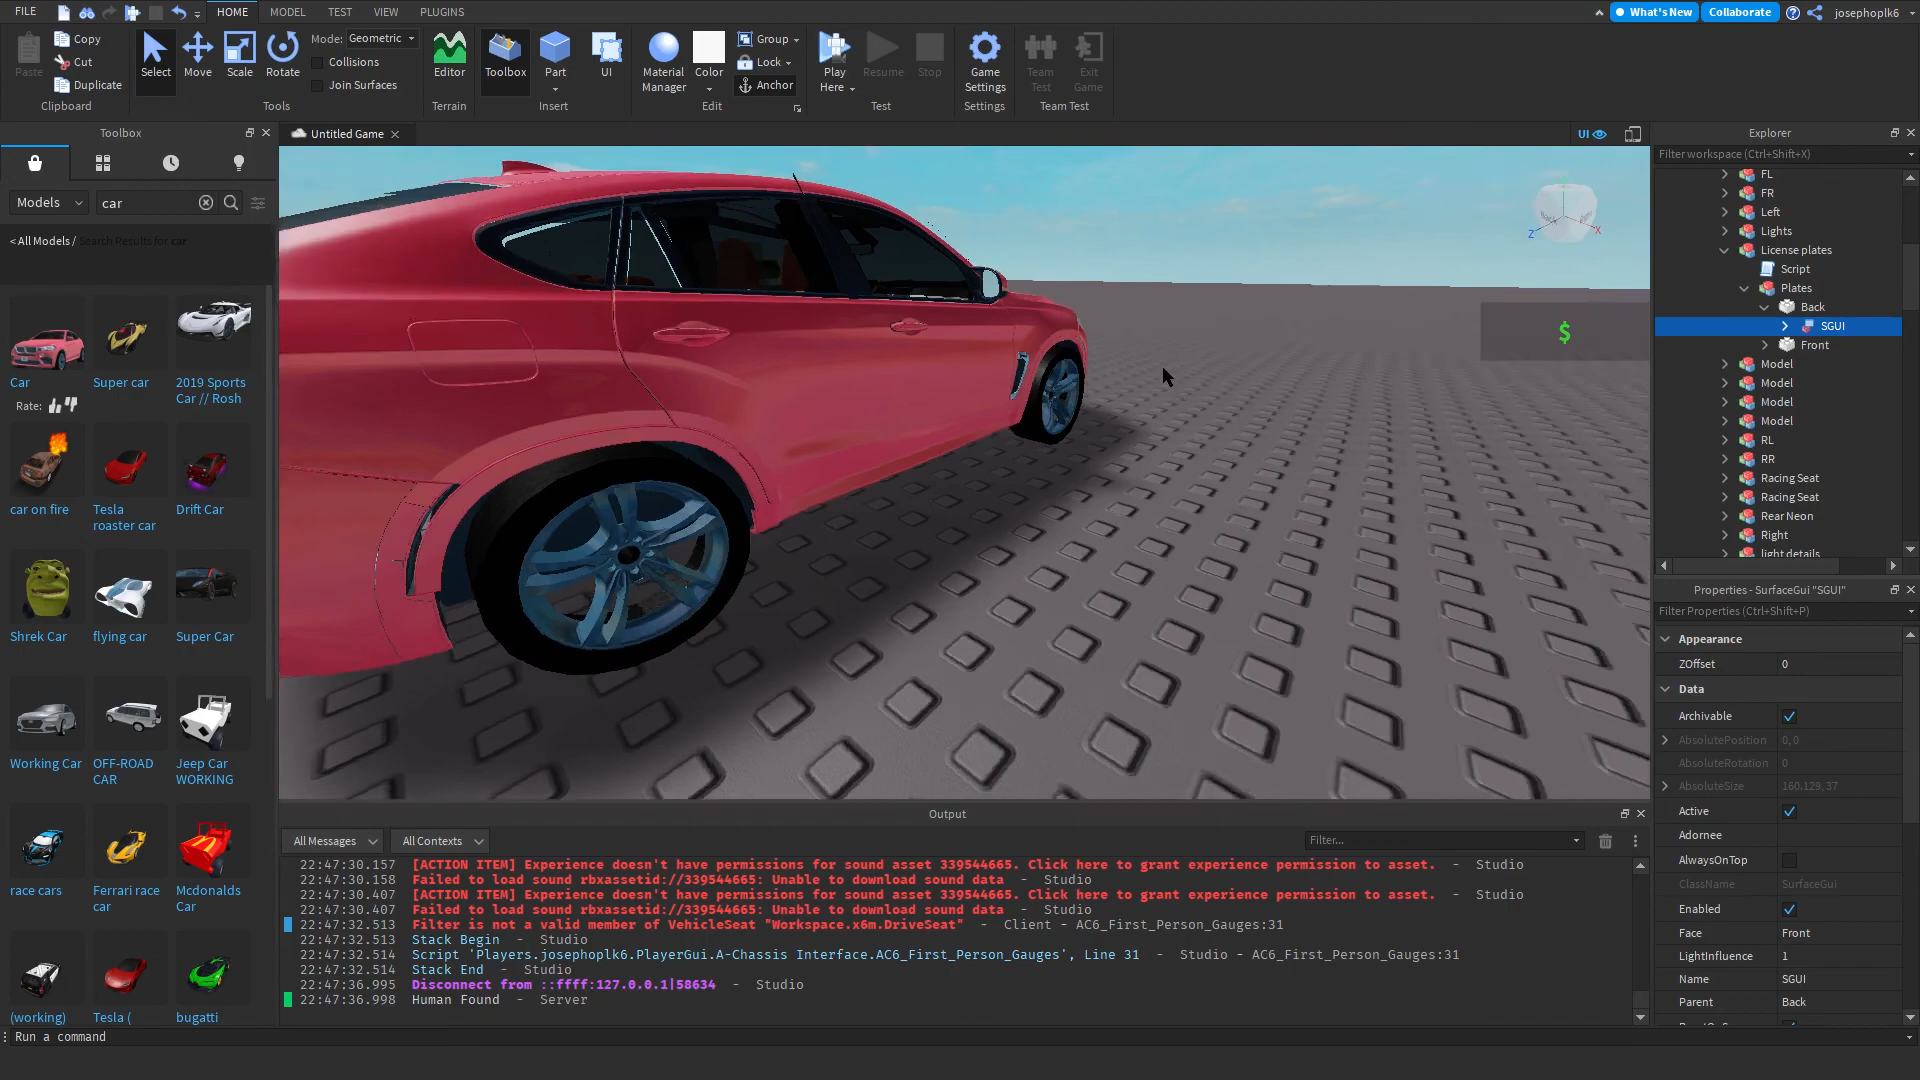 FILE
HOME
MODEL
TEST
VIEW
PLUGINS
What's New
Collaborate
josephoplk6
Paste
Copy
Cut
Duplicate
Clipboard
Select
Move
Scale
Rotate
Mode: Geometric
Collisions
Join Surfaces
Tools
Editor
Terrain
Toolbox
Part
UI
Insert
Material Manager
Color
Group
Lock
Anchor
Edit
Play Here
Resume
Stop
Test
Game Settings
Settings
Team Test
Exit Game
Team Test
Toolbox
Models
car
< All Models / Search Results for car
Car
Super car
2019 Sports Car // Rosh
Rate:
car on fire
Tesla roaster car
Drift Car
Shrek Car
flying car
Super Car
Working Car
OFF-ROAD CAR
Jeep Car WORKING
race cars
Ferrari race car
Mcdonalds Car
(working)
Tesla (
bugatti
Untitled Game
UI
Z
X
$
Explorer
Filter workspace (Ctrl+Shift+X)
FL
FR
Left
Lights
License plates
Script
Plates
Back
SGUI
Front
Model
Model
Model
Model
RL
RR
Racing Seat
Racing Seat
Rear Neon
Right
light details
Properties - SurfaceGui "SGUI"
Filter Properties (Ctrl+Shift+P)
Appearance
ZOffset 0
Data
Archivable
AbsolutePosition 0, 0
AbsoluteRotation 0
AbsoluteSize 160.129, 37
Active
Adornee
AlwaysOnTop
ClassName SurfaceGui
Enabled
Face Front
LightInfluence 1
Name SGUI
Parent Back
Output
All Messages
All Contexts
Filter...
22:47:30.157 [ACTION ITEM] Experience doesn't have permissions for sound asset 339544665. Click here to grant experience permission to asset. - Studio
22:47:30.158 Failed to load sound rbxassetid://339544665: Unable to download sound data - Studio
22:47:30.407 [ACTION ITEM] Experience doesn't have permissions for sound asset 339544665. Click here to grant experience permission to asset. - Studio
22:47:30.407 Failed to load sound rbxassetid://339544665: Unable to download sound data - Studio
22:47:32.513 Filter is not a valid member of VehicleSeat "Workspace.x6m.DriveSeat" - Client - AC6_First_Person_Gauges:31
22:47:32.513 Stack Begin - Studio
22:47:32.514 Script 'Players.josephoplk6.PlayerGui.A-Chassis Interface.AC6_First_Person_Gauges', Line 31 - Studio - AC6_First_Person_Gauges:31
22:47:32.514 Stack End - Studio
22:47:36.995 Disconnect from ::ffff:127.0.0.1|58634 - Studio
22:47:36.998 Human Found - Server
Run a command